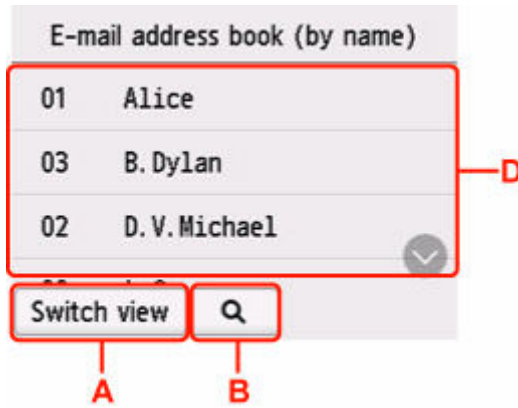 E-mail address book (by name)
01 Alice
03 B.Dylan
D
02 D.V.Michael
Switch view
A B